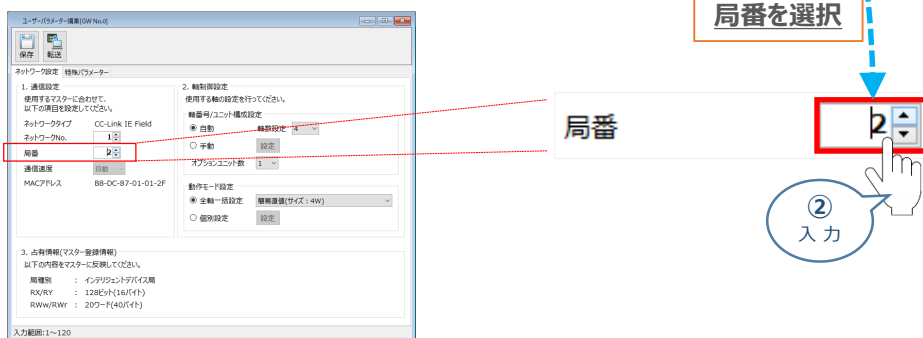 ユーザーパラメーター編集[GW No.0]
保存 転送
ネットワーク設定 特殊パラメーター
1. 通信設定
使用するマスターに合わせて、
以下の項目を設定してください。
ネットワークタイプ CC-Link IE Field
ネットワークNo. 1
局番 2
通信速度 自動
MACアドレス B8-DC-87-01-01-2F
2. 軸制御設定
使用する軸の設定を行ってください。
軸番号/ユニット構成設定
自動 軸数設定 4
手動 設定
オプションユニット数 1
動作モード設定
全軸一括設定 簡易直値(サイズ:4W)
個別設定 設定
3. 占有情報(マスター登録情報)
以下の内容をマスターに反映してください。
局種別 : インテリジェントデバイス局
RX/RY : 128ビット(16バイト)
RWw/RWr : 20ワード(40バイト)
入力範囲:1~120
局番を選択
局番 2
②
入力